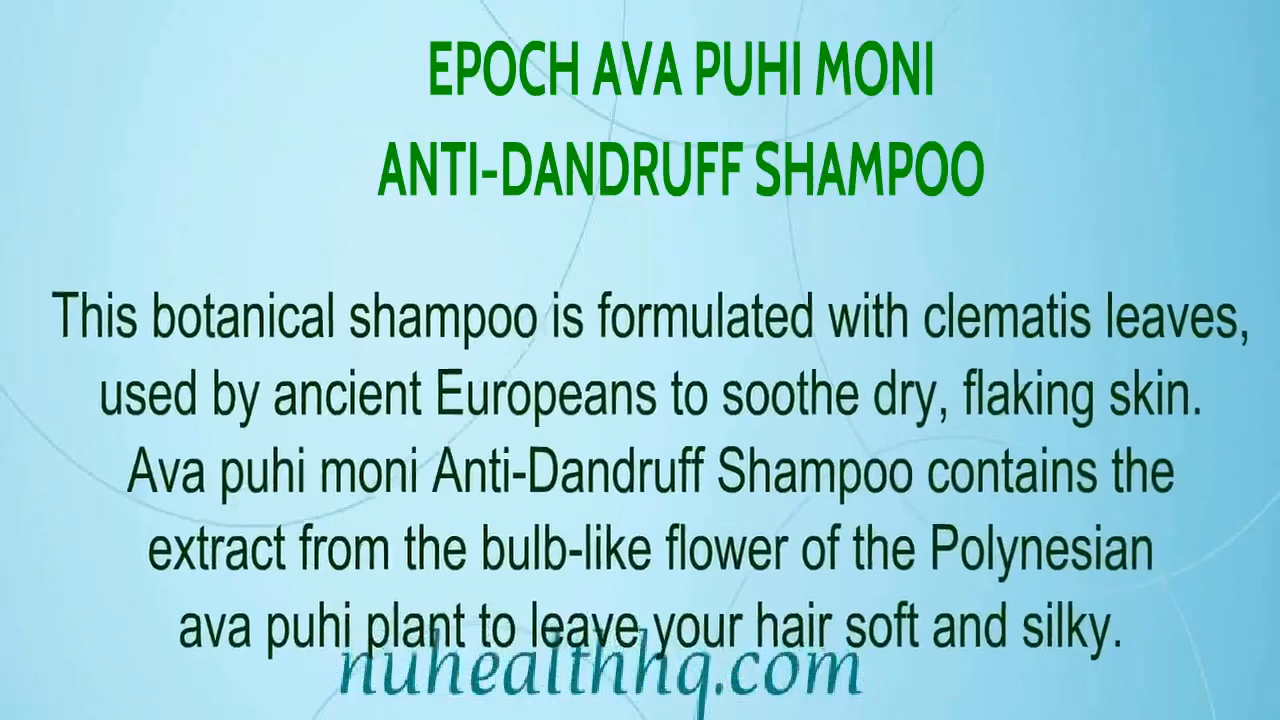 EPOCH AVA PUHI MONI
ANTI-DANDRUFF SHAMPOO
This botanical shampoo is formulated with clematis leaves,
used by ancient Europeans to soothe dry, flaking skin.
Ava puhi moni Anti-Dandruff Shampoo contains the
extract from the bulb-like flower of the Polynesian
ava puhi plant to leave your hair soft and silky.
nuhealthhq.com